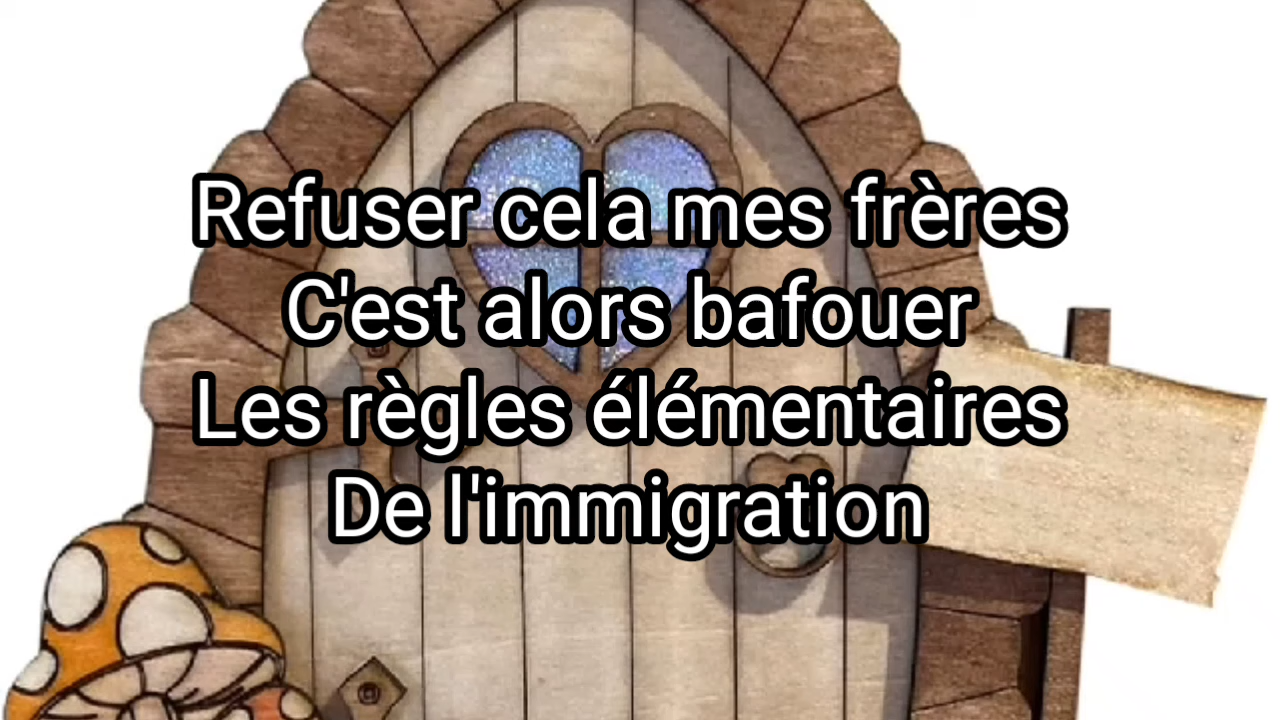 Refuser cela mes frères
C'est alors bafouer
Les règles élémentaires
De l'immigration